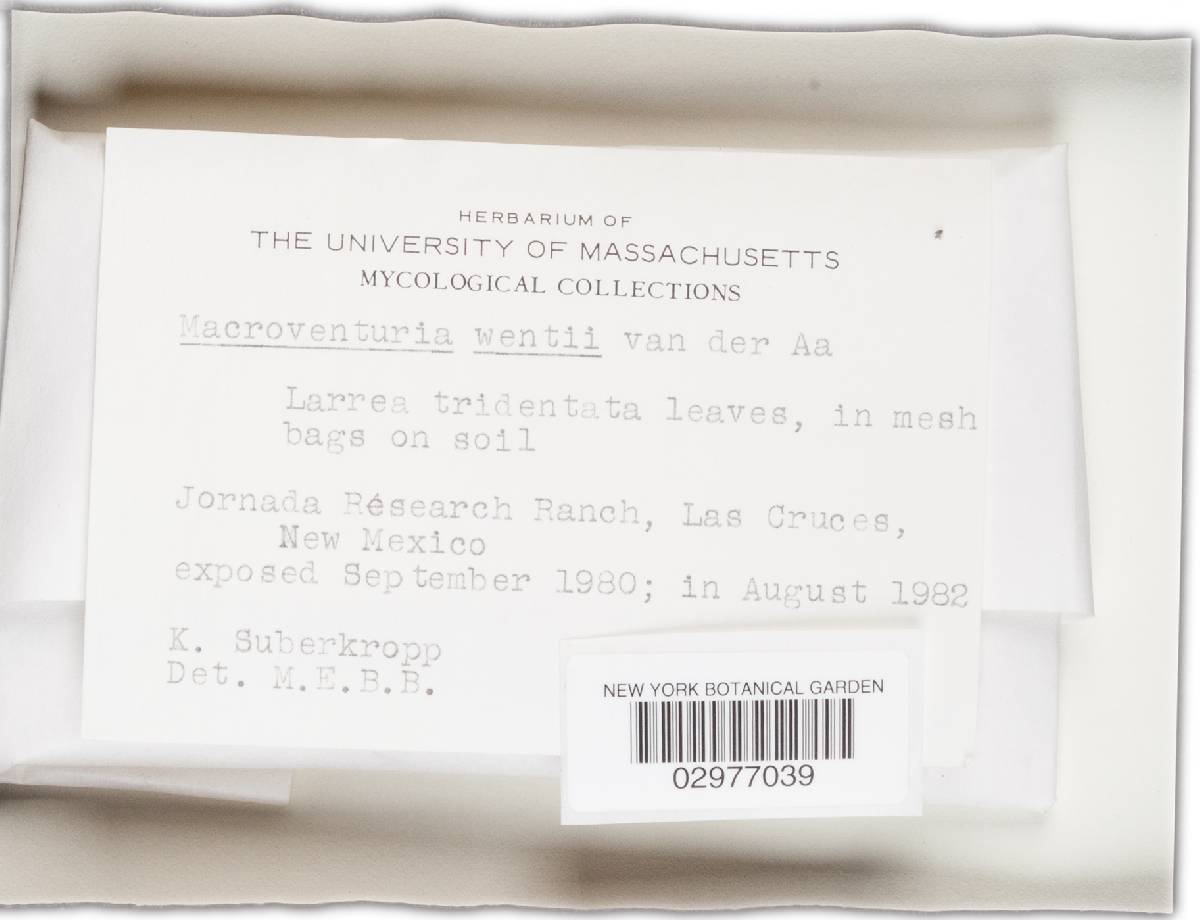 HERBARIUM OF
THE UNIVERSITY OF MASSACHUSETTS
MYCOLOGICAL COLLECTIONS
Macroventuria wentii van der Aa
Larrea tridentata leaves, in mesh
bags on soil
Jornada Research Ranch, Las Cruces,
New Mexico
exposed September 1980; in August 1982
K. Suberkropp
Det. M.E.B.B.
NEW YORK BOTANICAL GARDEN
02977039